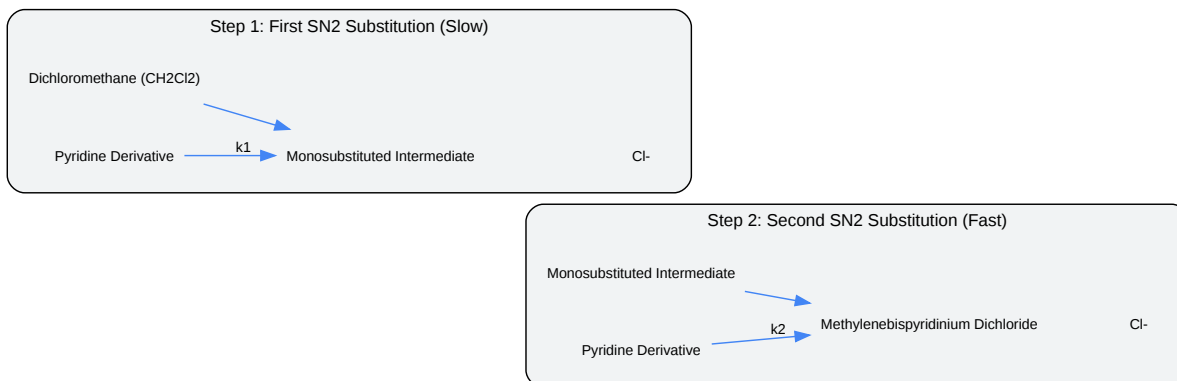 Step 1: First SN2 Substitution (Slow)
Dichloromethane (CH2Cl2)
Pyridine Derivative
k1
Monosubstituted Intermediate
Cl-
Step 2: Second SN2 Substitution (Fast)
Monosubstituted Intermediate
Pyridine Derivative
k2
Methylenebispyridinium Dichloride
Cl-